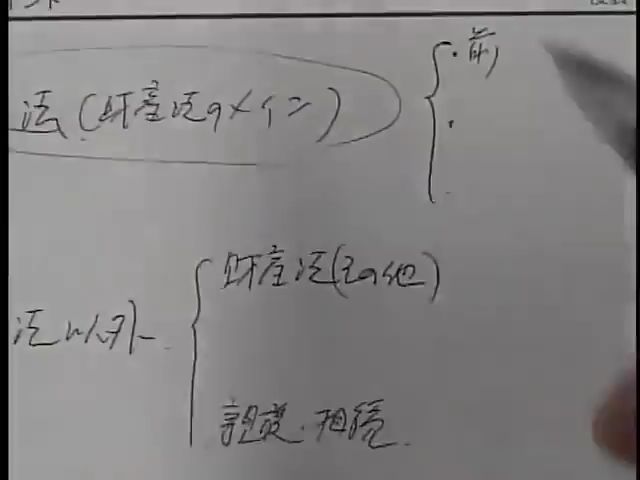 法(財産法のメイン)
・前
・
法以外
財産法(その他)
親族・相続.